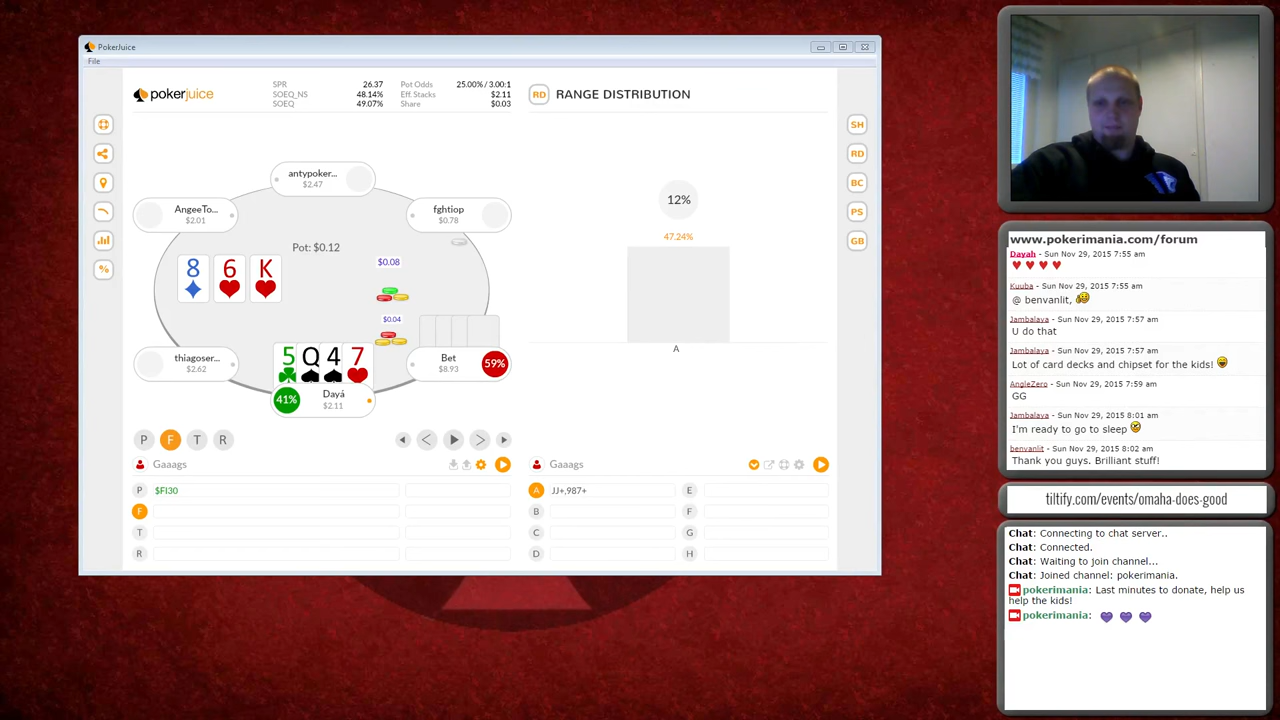 PokerJuice
File
pokerjuice
SPR 26.37
SOEQ_NS 48.14%
SOEQ 49.07%
Pot Odds 25.00% / 3.00:1
Eff. Stacks $2.11
Share $0.03
RD RANGE DISTRIBUTION
SH
RD
BC
PS
GB
%
antypoker...
$2.47
AngeeTo...
$2.01
fghtiop
$0.78
Pot: $0.12
$0.08
8 6 K
$0.04
5 Q 4 7
thiagoser...
$2.62
Bet
$8.93
59%
41%
Dayá
$2.11
12%
47.24%
A
P F T R
Gaaags
P $FI30
F
T
R
Gaaags
A JJ+,987+ E
B F
C G
D H
www.pokerimania.com/forum
Dayah - Sun Nov 29, 2015 7:55 am
Kuuba - Sun Nov 29, 2015 7:55 am
@ benvanlit,
Jambalaya - Sun Nov 29, 2015 7:57 am
U do that
Jambalaya - Sun Nov 29, 2015 7:57 am
Lot of card decks and chipset for the kids!
AngleZero - Sun Nov 29, 2015 7:59 am
GG
Jambalaya - Sun Nov 29, 2015 8:01 am
I'm ready to go to sleep
benvanlit - Sun Nov 29, 2015 8:02 am
Thank you guys. Brilliant stuff!
tiltify.com/events/omaha-does-good
Chat: Connecting to chat server..
Chat: Connected.
Chat: Waiting to join channel...
Chat: Joined channel: pokerimania.
pokerimania: Last minutes to donate, help us
help the kids!
pokerimania: